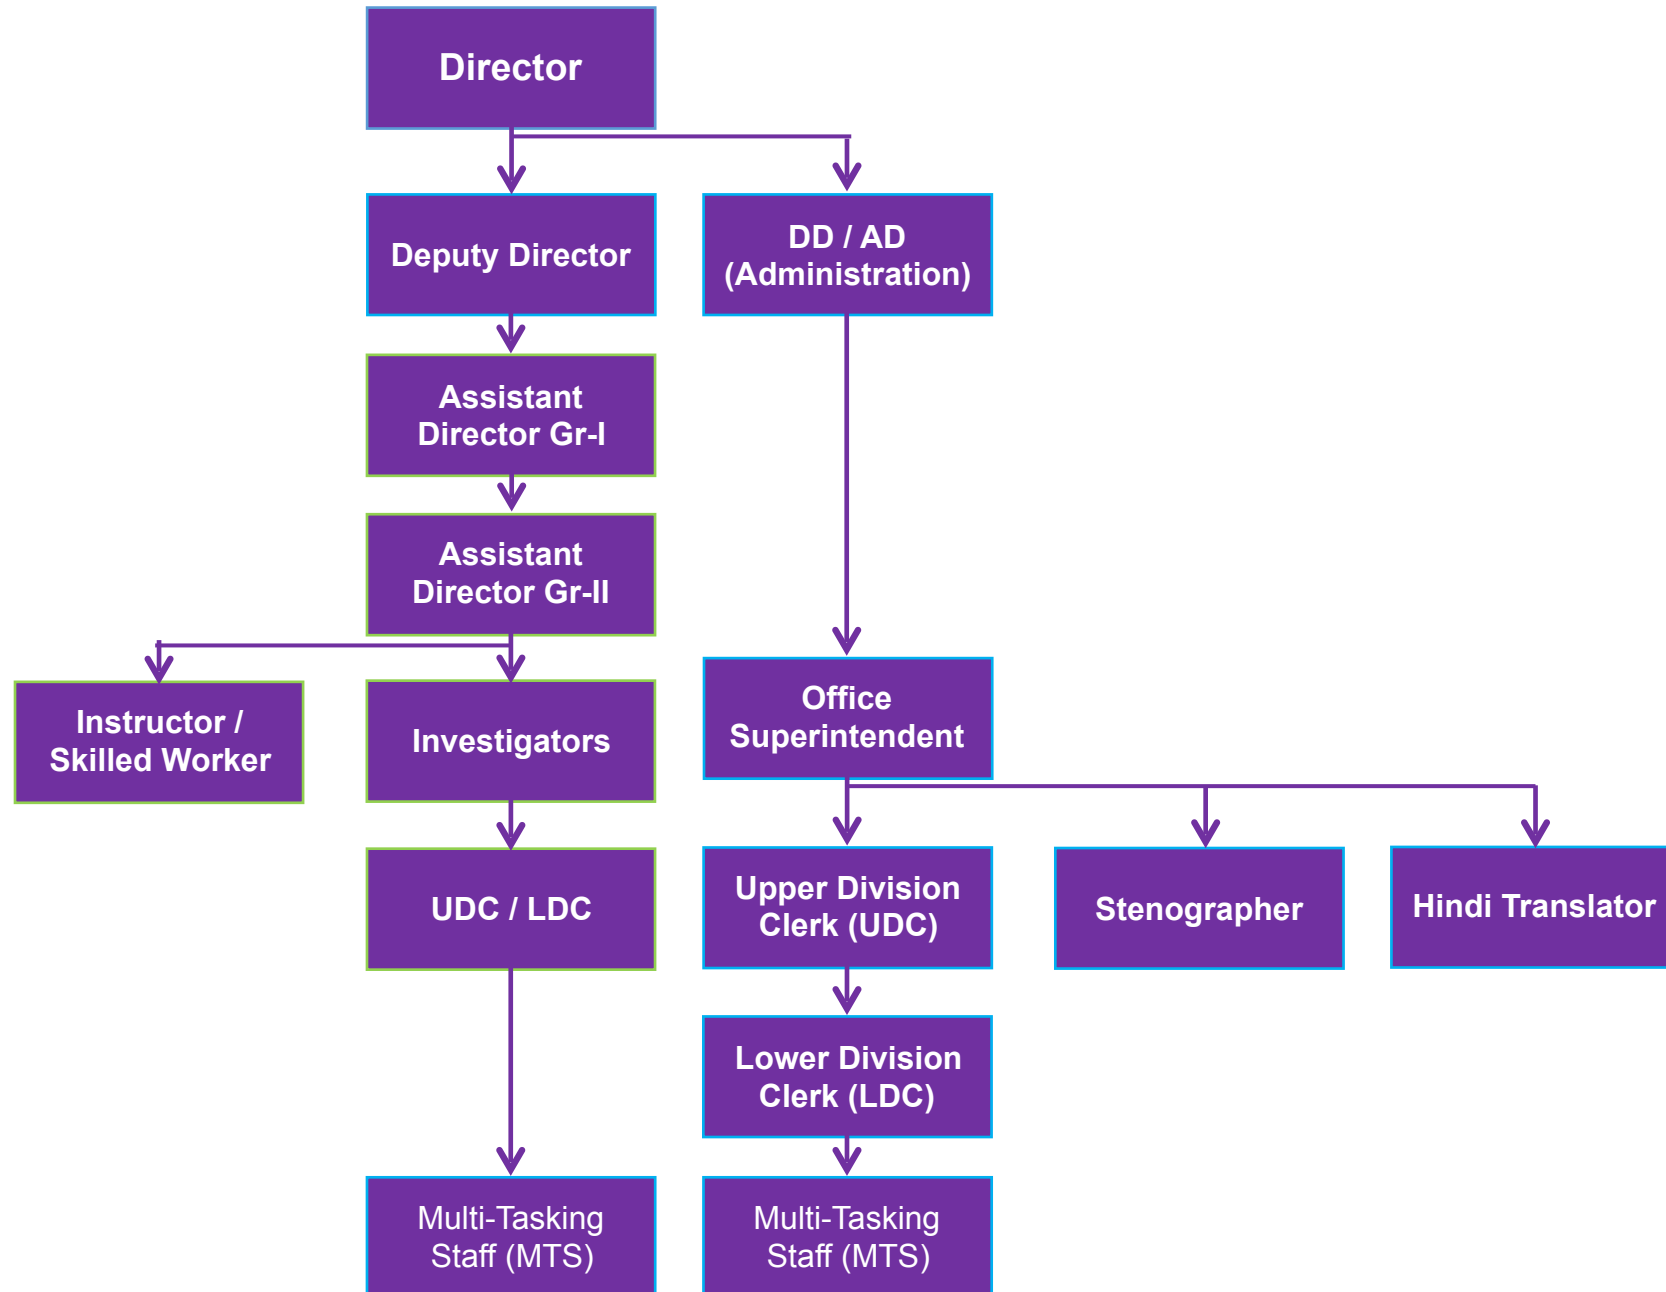 Director
Deputy Director
DD / AD
(Administration)
Assistant
Director Gr-I
Assistant
Director Gr-II
Instructor /
Skilled Worker
Investigators
Office
Superintendent
UDC / LDC
Upper Division
Clerk (UDC)
Stenographer
Hindi Translator
Lower Division
Clerk (LDC)
Multi-Tasking
Staff (MTS)
Multi-Tasking
Staff (MTS)